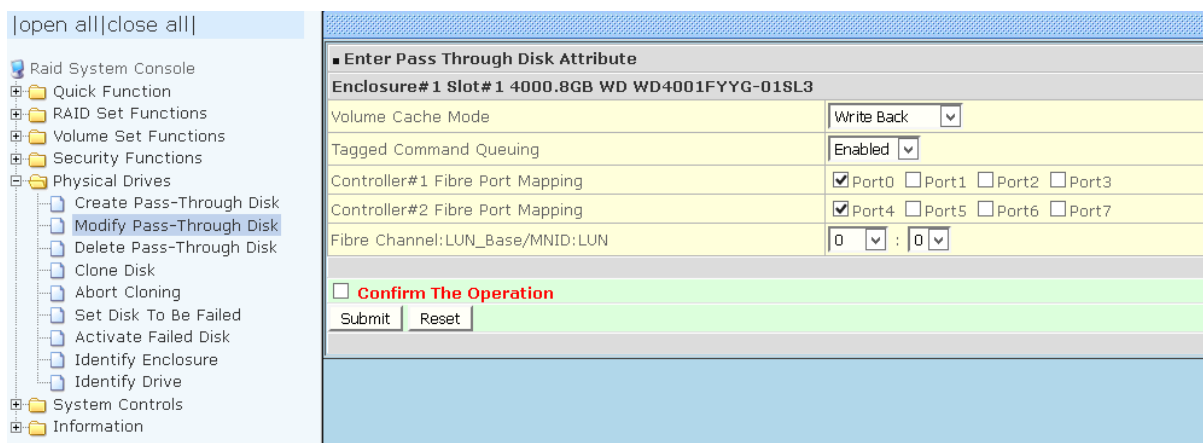 |open all|close all|
Raid System Console
Quick Function
RAID Set Functions
Volume Set Functions
Security Functions
Physical Drives
Create Pass-Through Disk
Modify Pass-Through Disk
Delete Pass-Through Disk
Clone Disk
Abort Cloning
Set Disk To Be Failed
Activate Failed Disk
Identify Enclosure
Identify Drive
System Controls
Information
Enter Pass Through Disk Attribute
Enclosure#1 Slot#1 4000.8GB WD WD4001FYYG-01SL3
Volume Cache Mode Write Back
Tagged Command Queuing Enabled
Controller#1 Fibre Port Mapping Port0 Port1 Port2 Port3
Controller#2 Fibre Port Mapping Port4 Port5 Port6 Port7
Fibre Channel:LUN_Base/MNID:LUN 0 : 0
Confirm The Operation
Submit Reset